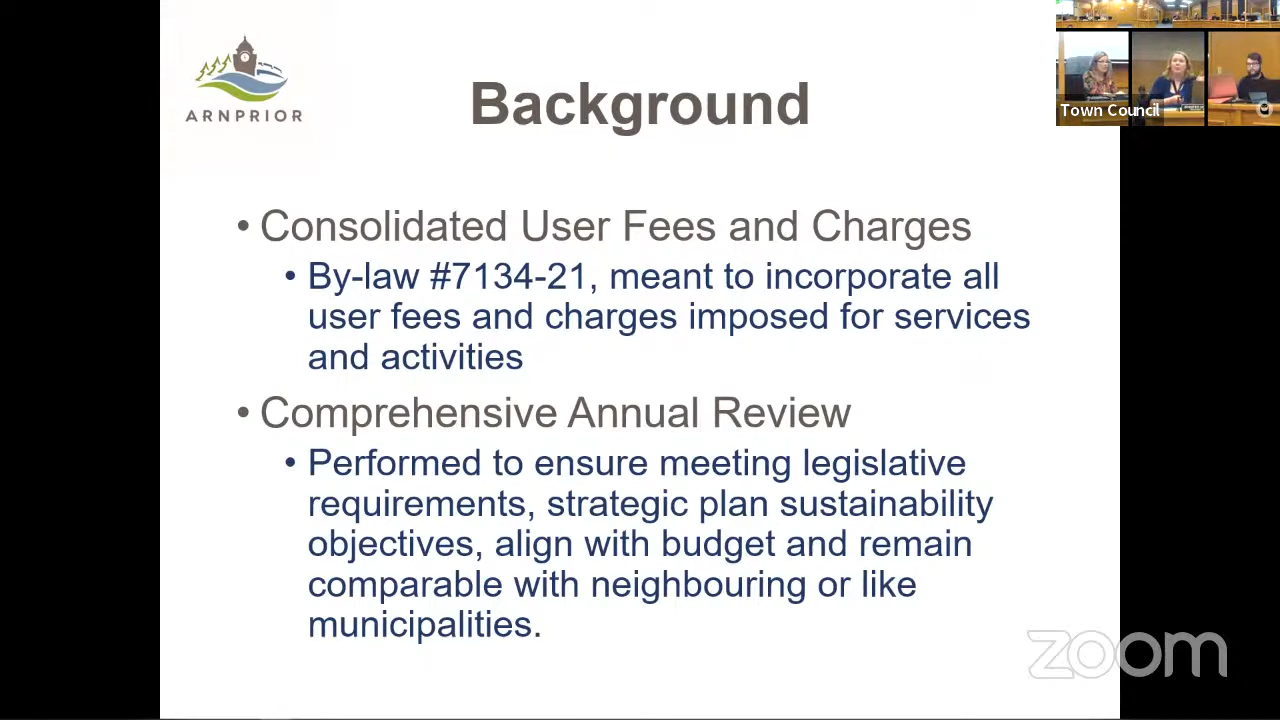 ARNPRIOR
Background
Town Council
• Consolidated User Fees and Charges
• By-law #7134-21, meant to incorporate all
user fees and charges imposed for services
and activities
• Comprehensive Annual Review
• Performed to ensure meeting legislative
requirements, strategic plan sustainability
objectives, align with budget and remain
comparable with neighbouring or like
municipalities.
zoom